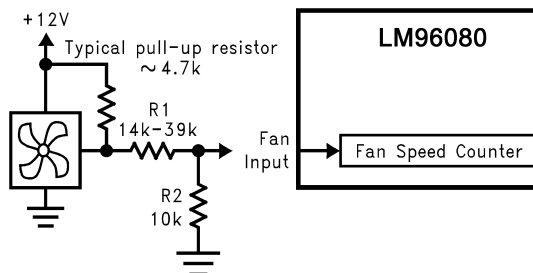 +12V
Typical pull-up resistor
~4.7k
R1
14k-39k
R2
10k
Fan
Input
LM96080
Fan Speed Counter